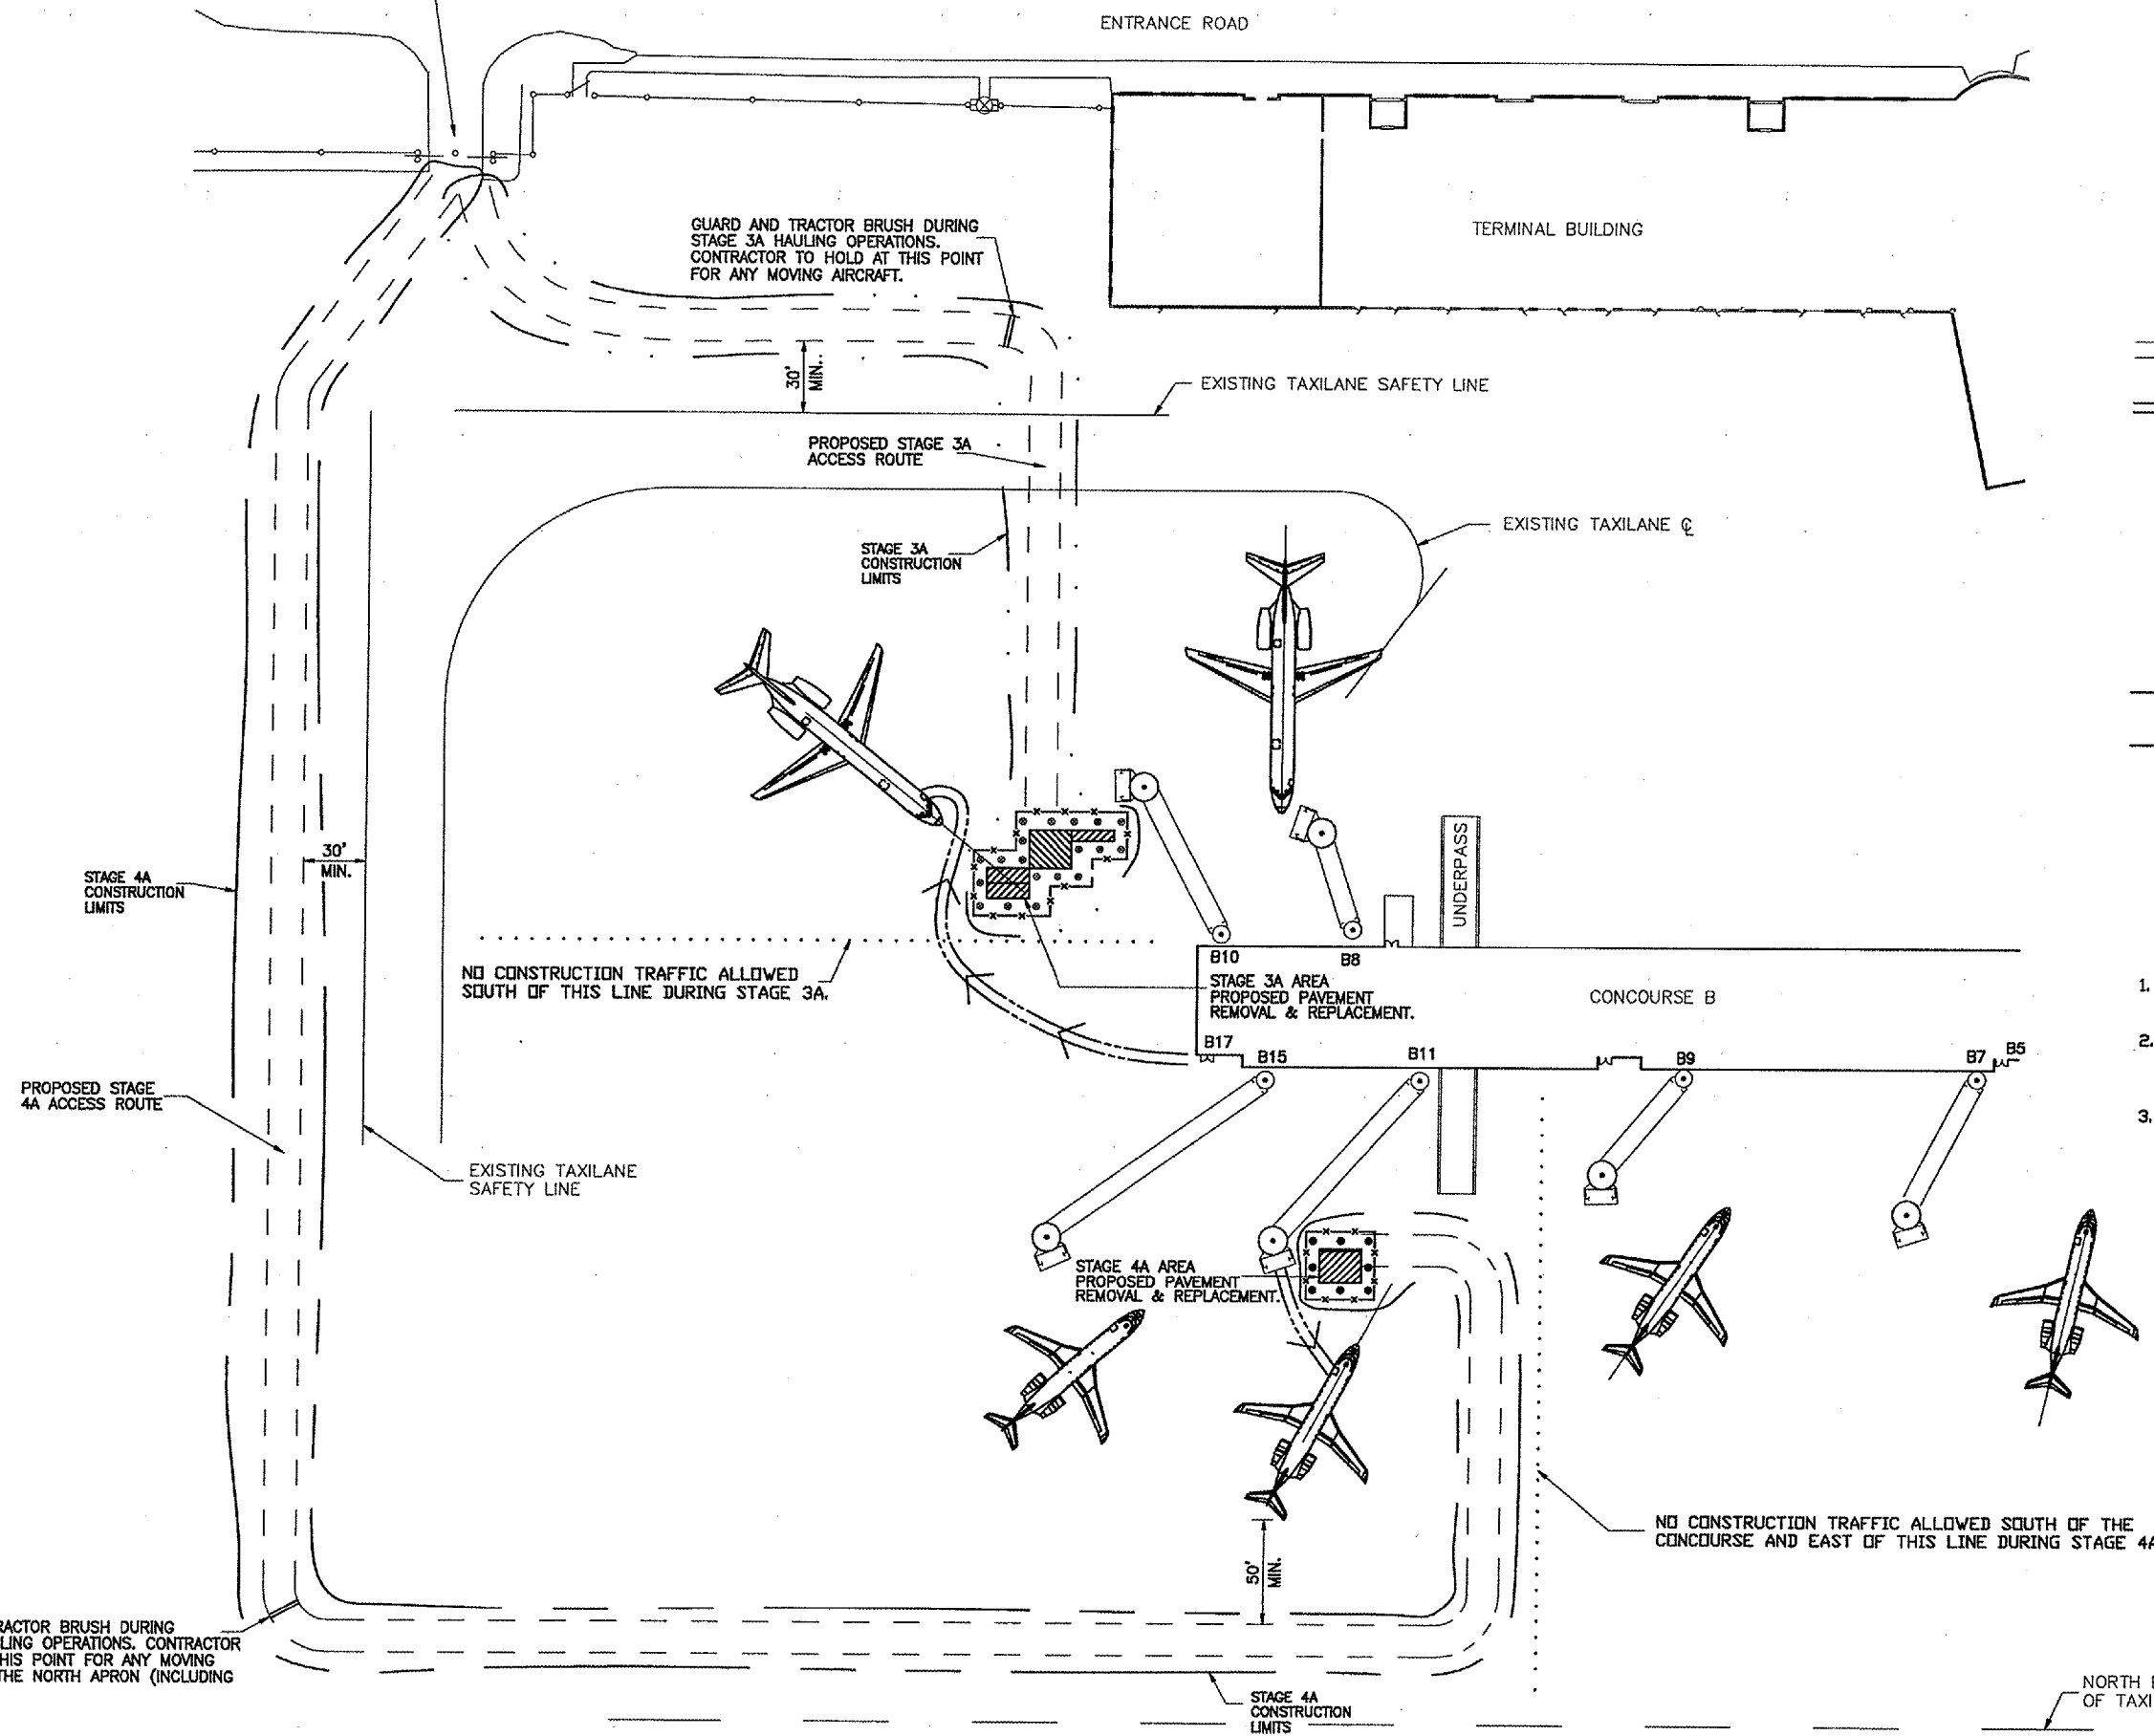 ENTRANCE ROAD
GUARD AND TRACTOR BRUSH DURING
STAGE 3A HAULING OPERATIONS.
CONTRACTOR TO HOLD AT THIS POINT
FOR ANY MOVING AIRCRAFT.
TERMINAL BUILDING
30'
MIN.
EXISTING TAXILANE SAFETY LINE
PROPOSED STAGE 3A
ACCESS ROUTE
EXISTING TAXILANE ℄
STAGE 3A
CONSTRUCTION
LIMITS
30'
MIN.
STAGE 4A
CONSTRUCTION
LIMITS
UNDERPASS
NO CONSTRUCTION TRAFFIC ALLOWED
SOUTH OF THIS LINE DURING STAGE 3A.
B10
B8
STAGE 3A AREA
PROPOSED PAVEMENT
REMOVAL & REPLACEMENT.
CONCOURSE B
1.
2.
3.
B17
B15
B11
B9
B7
B5
PROPOSED STAGE
4A ACCESS ROUTE
EXISTING TAXILANE
SAFETY LINE
STAGE 4A AREA
PROPOSED PAVEMENT
REMOVAL & REPLACEMENT.
NO CONSTRUCTION TRAFFIC ALLOWED SOUTH OF THE
CONCOURSE AND EAST OF THIS LINE DURING STAGE 4A
50'
MIN.
RACTOR BRUSH DURING
LING OPERATIONS. CONTRACTOR
HIS POINT FOR ANY MOVING
THE NORTH APRON (INCLUDING
STAGE 4A
CONSTRUCTION
LIMITS
NORTH
OF TAXI